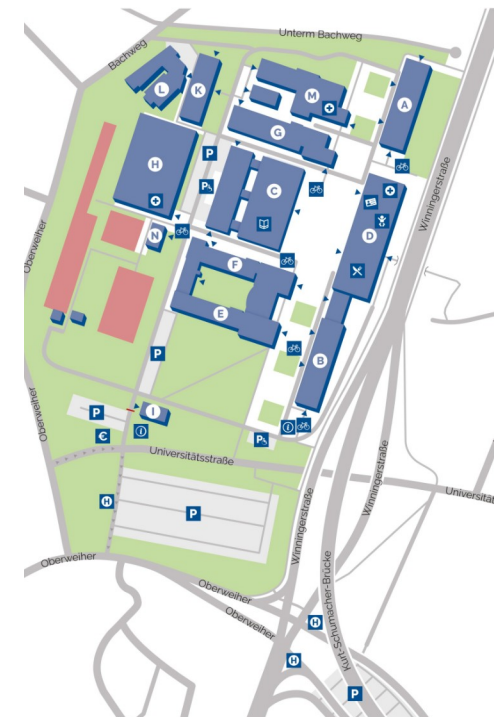 Unterm Bachweg
Bachweg
A
L
K
M
G
P
H
P
C
D
N
Winningerstraße
Oberweiher
F
E
P
B
P
I
P
€
Universitätsstraße
Oberweiher
H
P
Winningerstraße
Winningerstraße
Universität
Oberweiher
Oberweiher
Oberweiher
H
Kurt-Schumacher-Brücke
H
P